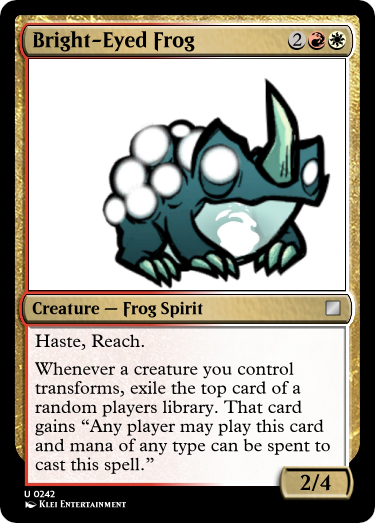 Bright-Eyed Frog 2
Creature — Frog Spirit
Haste, Reach.
Whenever a creature you control
transforms, exile the top card of a
random players library. That card
gains “Any player may play this card
and mana of any type can be spent to
cast this spell.”
2/4
U 0242
Klei Entertainment